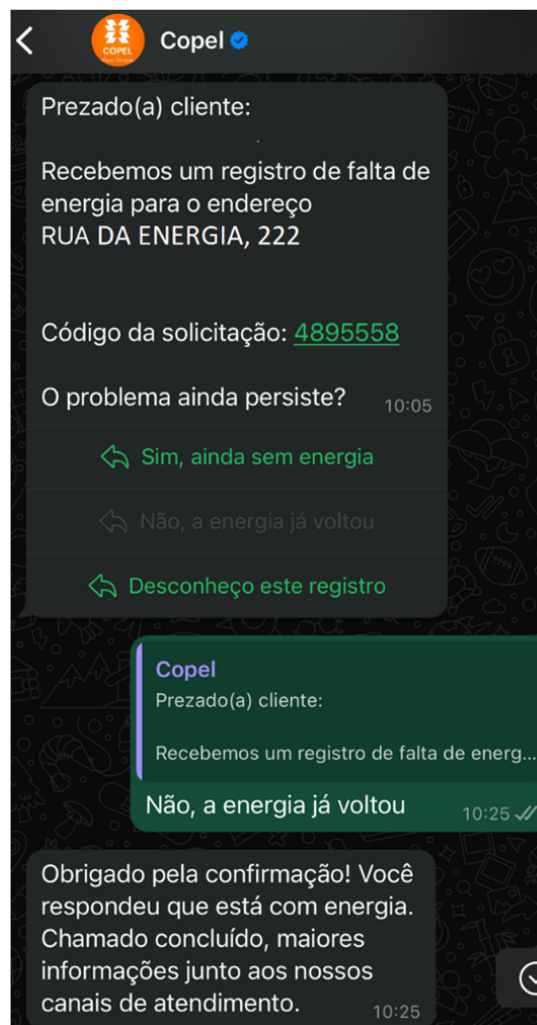 COPEL
Copel
Prezado(a) cliente:
Recebemos um registro de falta de
energia para o endereço
RUA DA ENERGIA, 222
Código da solicitação: 4895558
O problema ainda persiste? 10:05
Sim, ainda sem energia
Não, a energia já voltou
Desconheço este registro
Copel
Prezado(a) cliente:
Recebemos um registro de falta de energ...
Não, a energia já voltou 10:25
Obrigado pela confirmação! Você
respondeu que está com energia.
Chamado concluído, maiores
informações junto aos nossos
canais de atendimento. 10:25